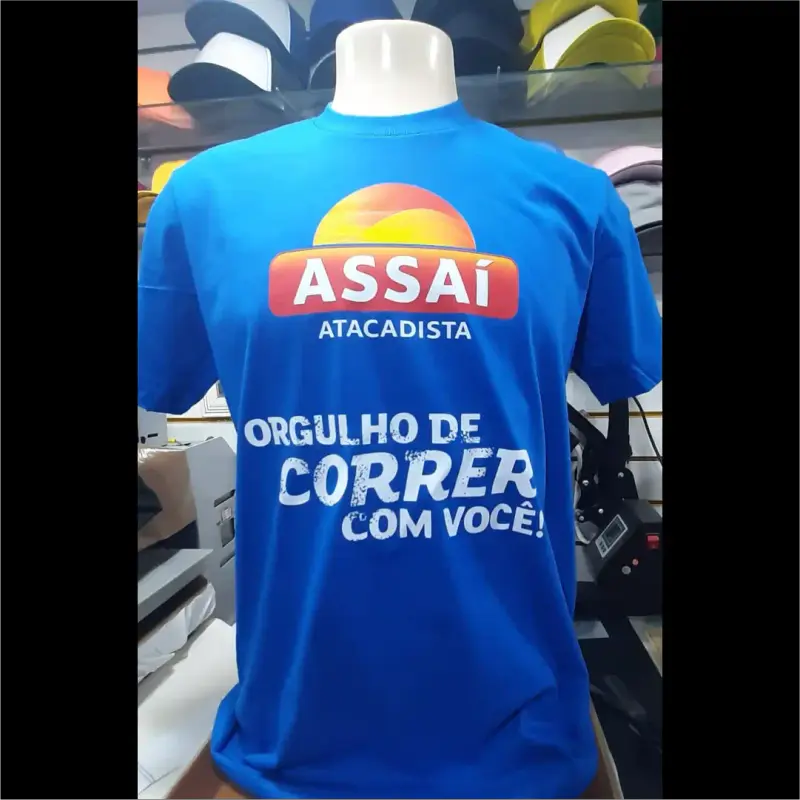 ASSAÍ
ATACADISTA
ORGULHO DE
CORRER
COM VOCÊ!